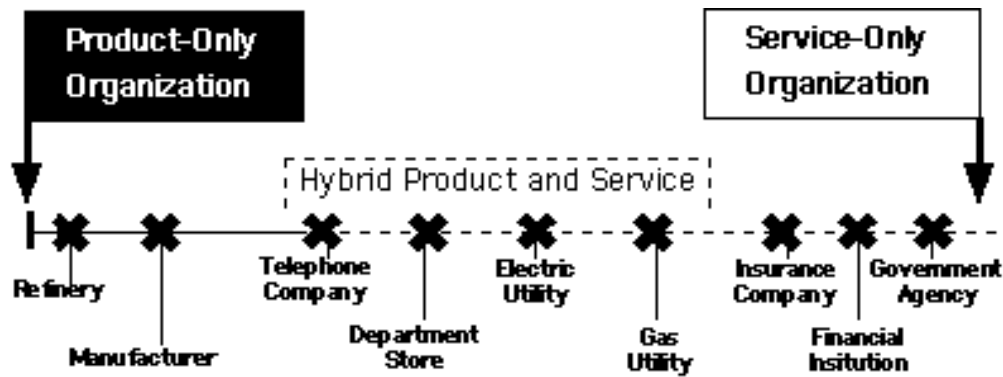 Product-Only
Organization
Service-Only
Organization
Hybrid Product and Service
Refinery
Manufacturer
Telephone
Company
Department
Store
Electric
Utility
Gas
Utility
Insurance
Company
Financial
Insitution
Government
Agency